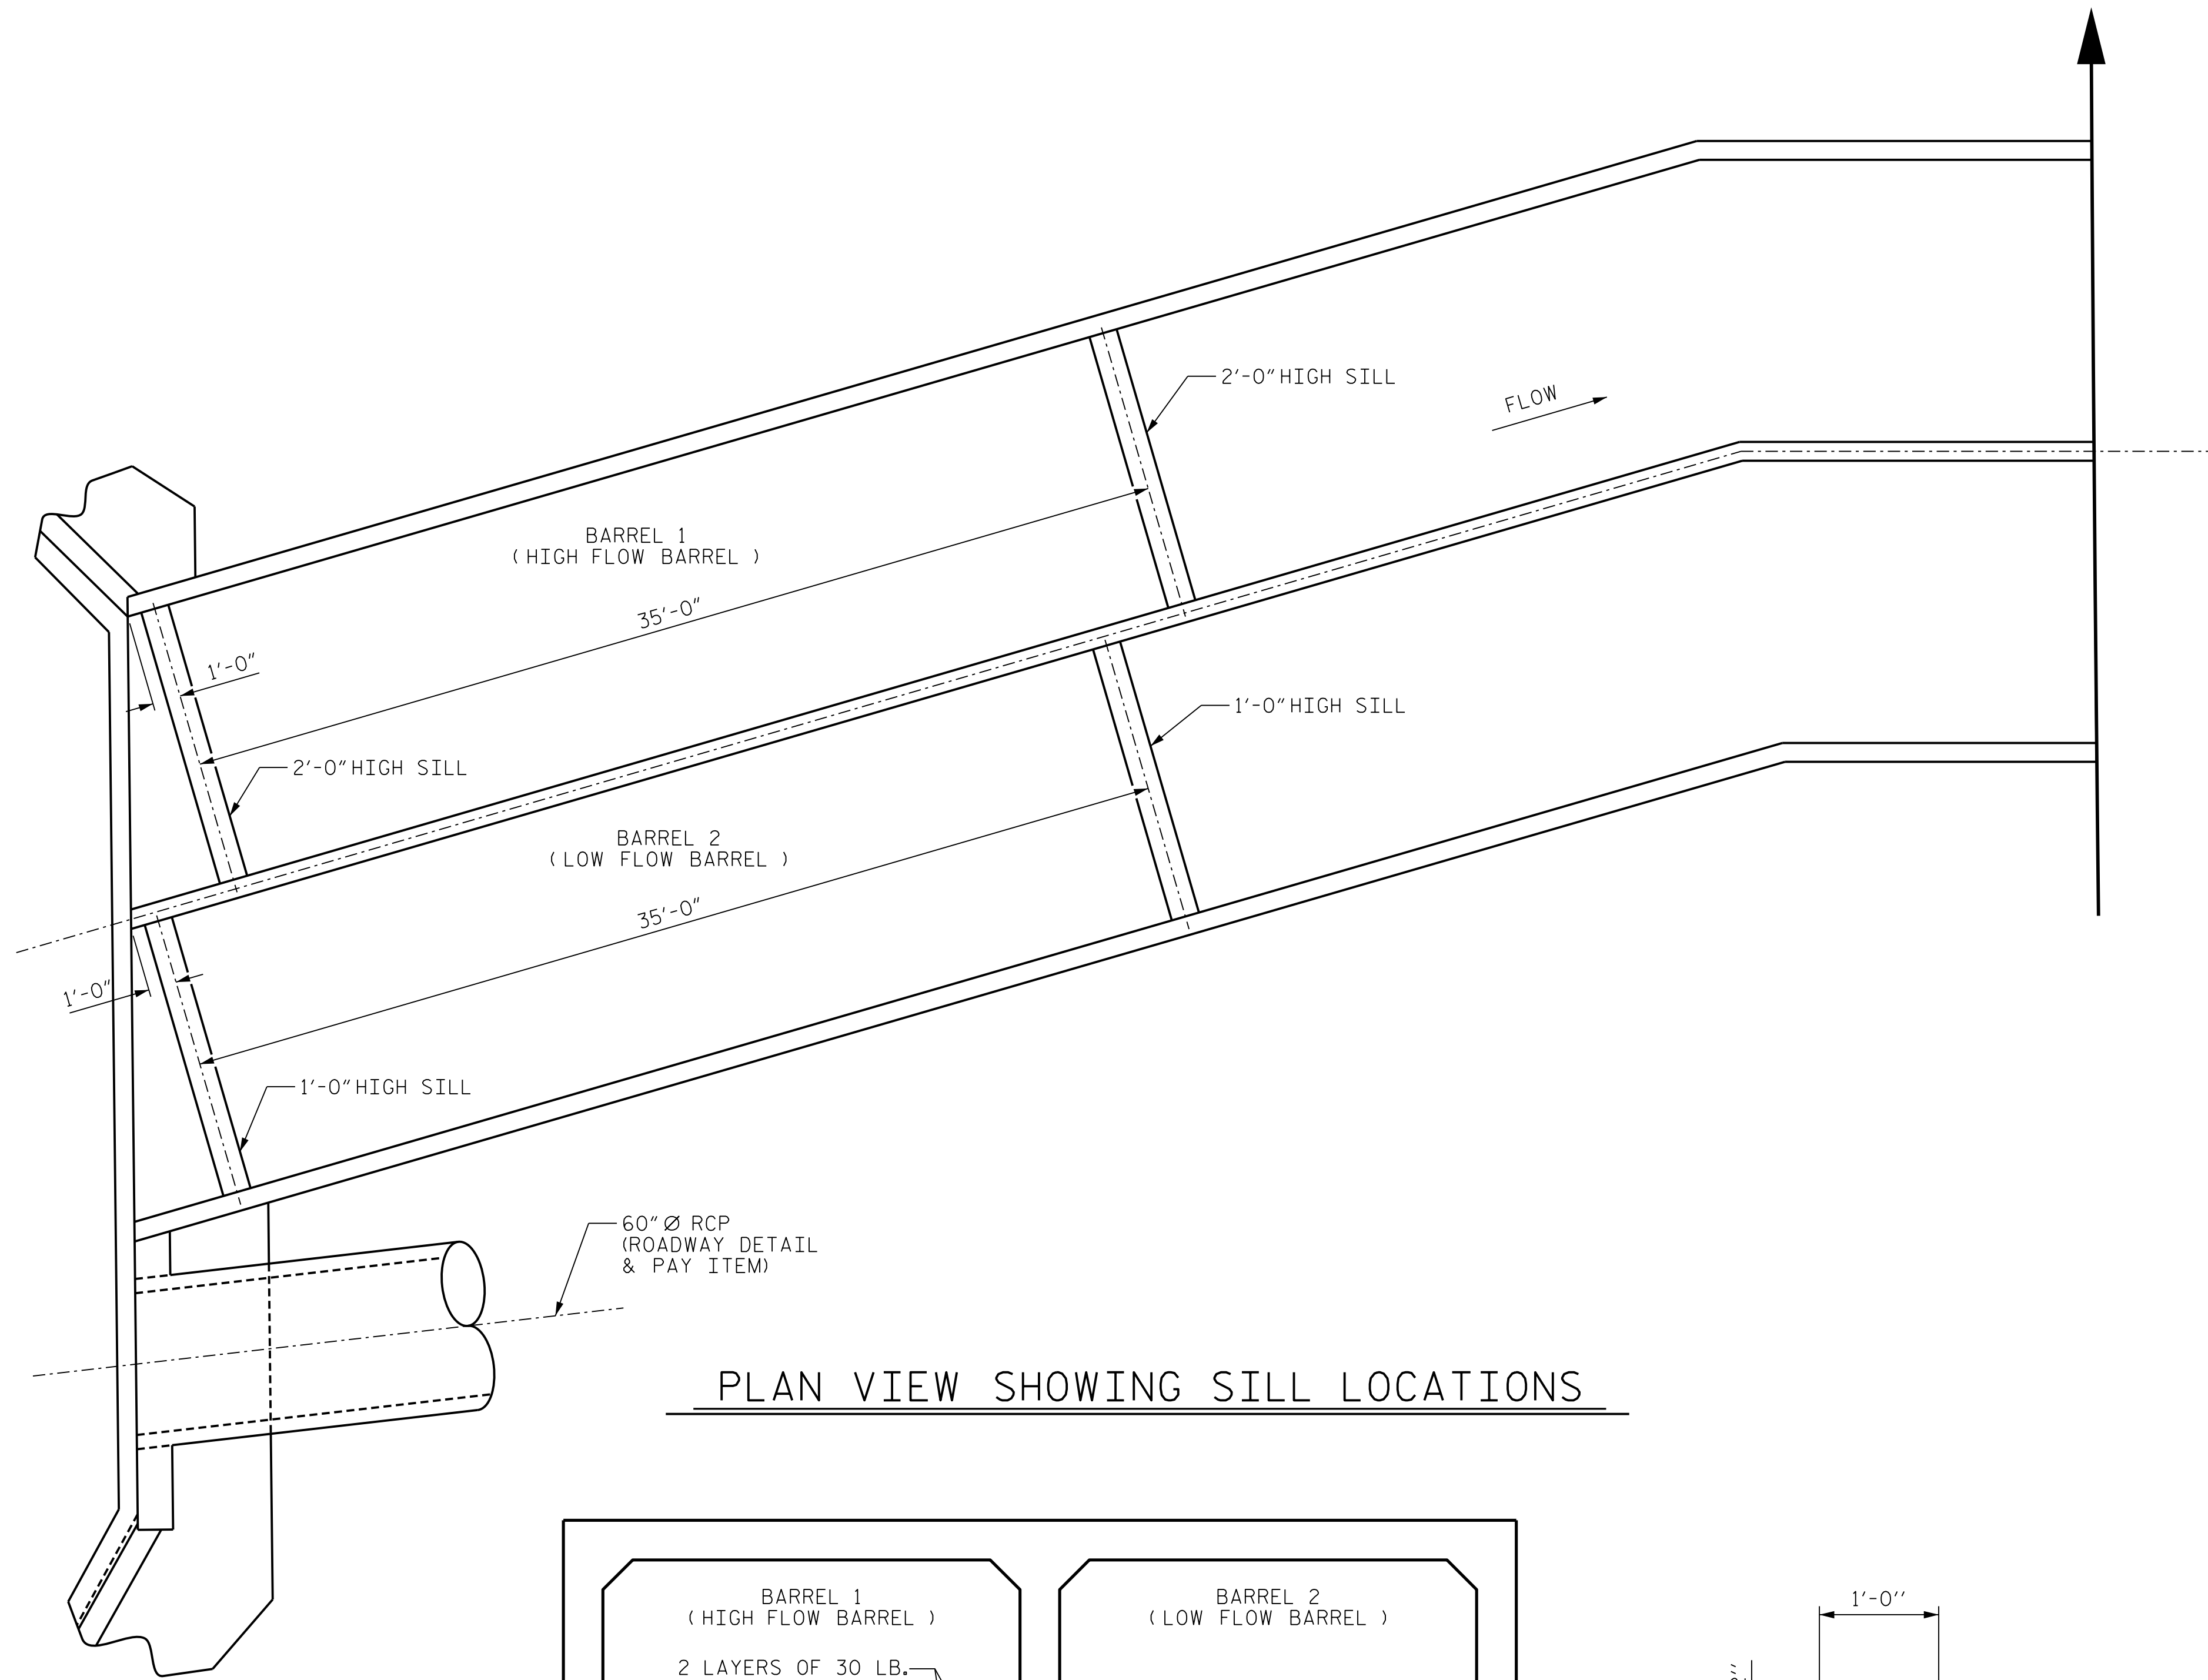 2'-0" HIGH SILL
FLOW
BARREL 1
( HIGH FLOW BARREL )
35'-0"
1'-0"
1'-0" HIGH SILL
2'-0" HIGH SILL
BARREL 2
( LOW FLOW BARREL )
35'-0"
1'-0"
1'-0" HIGH SILL
60" Ø RCP
(ROADWAY DETAIL
& PAY ITEM)
PLAN VIEW SHOWING SILL LOCATIONS
BARREL 1
( HIGH FLOW BARREL )
BARREL 2
( LOW FLOW BARREL )
1'-0''
2 LAYERS OF 30 LB.